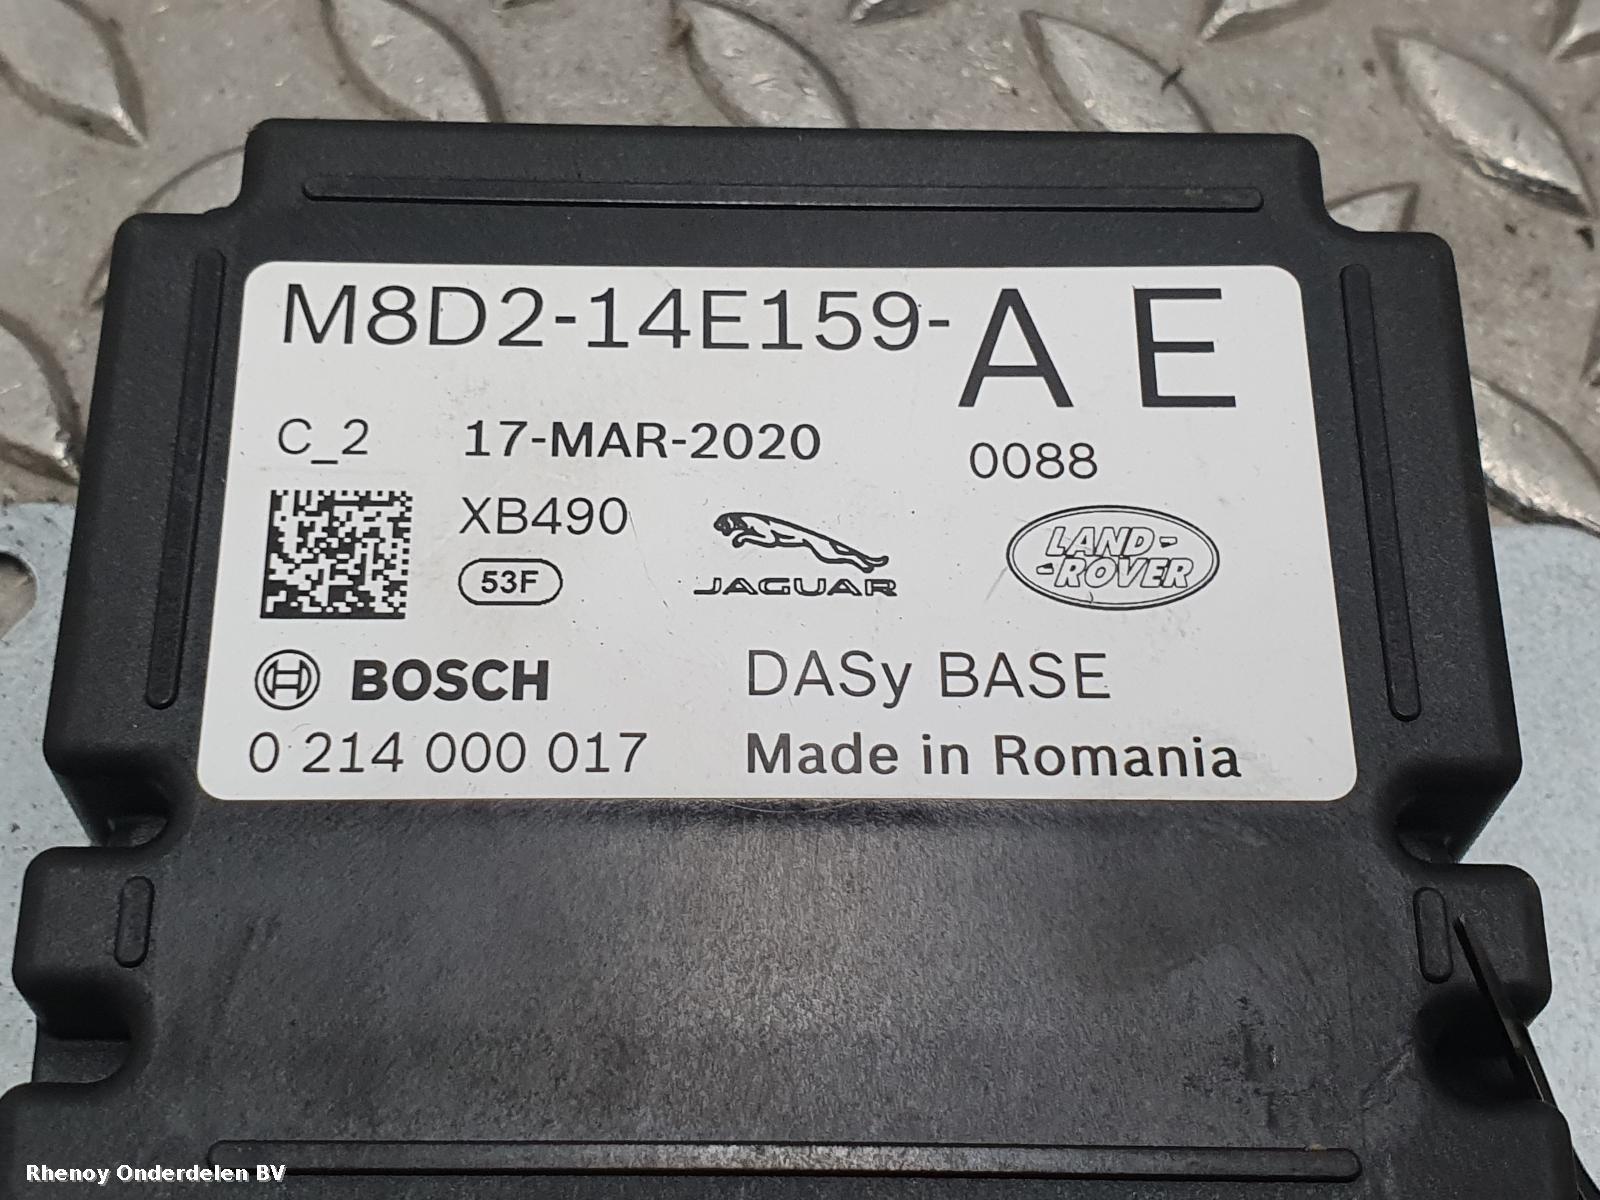 M8D2-14E159-AE
C_2 17-MAR-2020 0088
XB490
53F
JAGUAR
LAND-
-ROVER
BOSCH DASy BASE
0 214 000 017 Made in Romania
Rhenoy Onderdelen BV